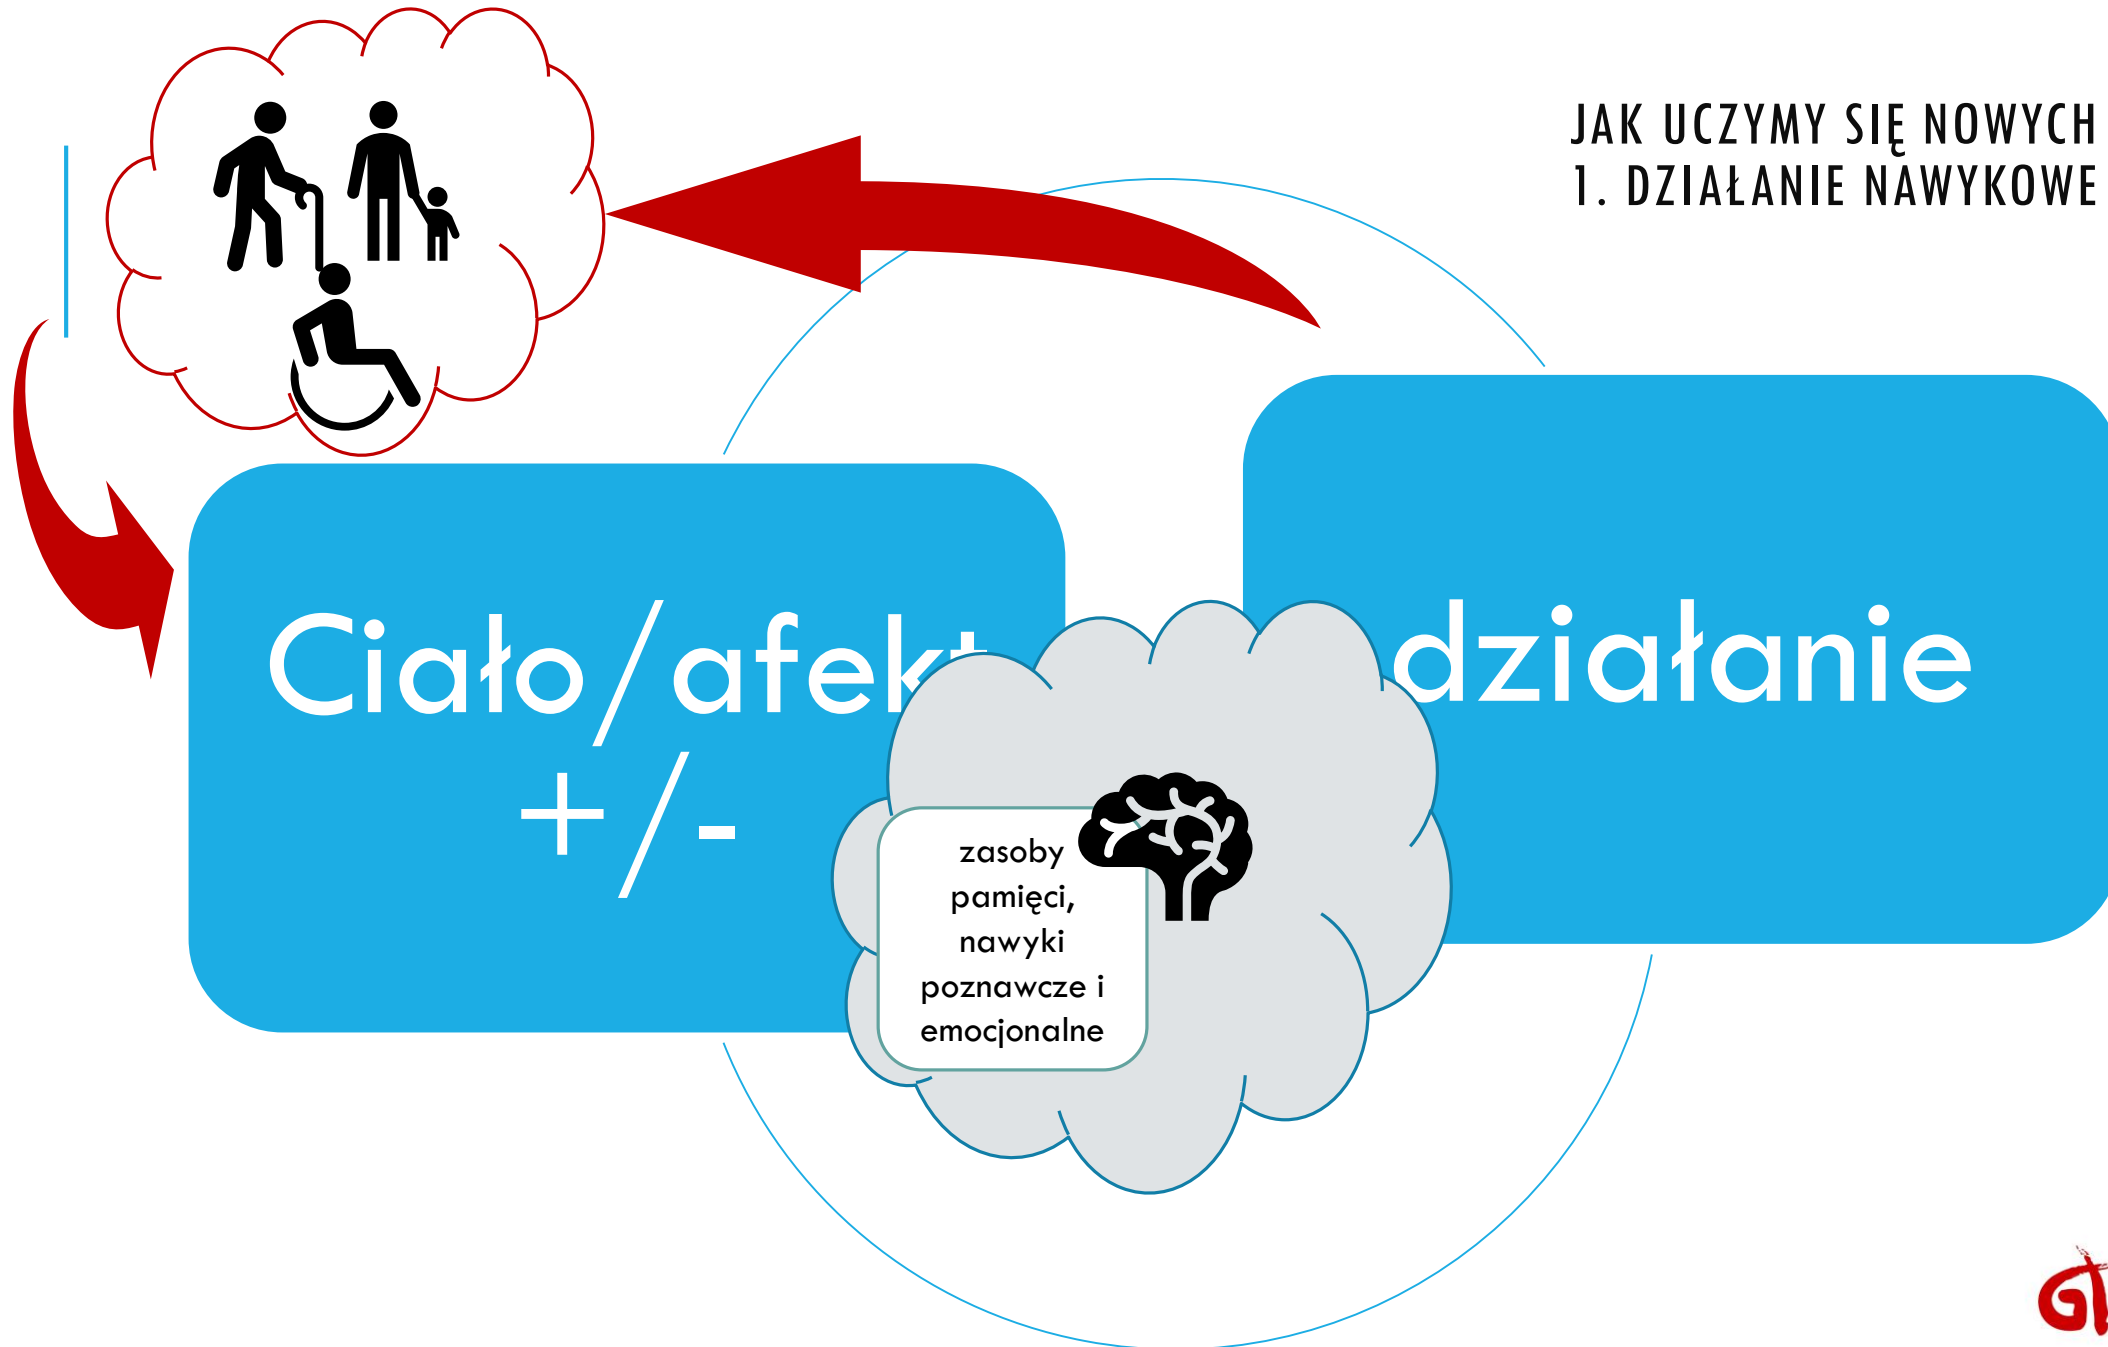 JAK UCZYMY SIĘ NOWYCH
1. DZIAŁANIE NAWYKOWE
Ciało/afekt
+/-
działanie
zasoby
pamięci,
nawyki
poznawcze i
emocjonalne